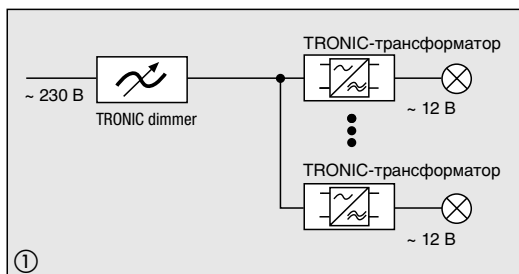 TRONIC-трансформатор
~ 230 В
TRONIC dimmer
~ 12 В
TRONIC-трансформатор
~ 12 В
①